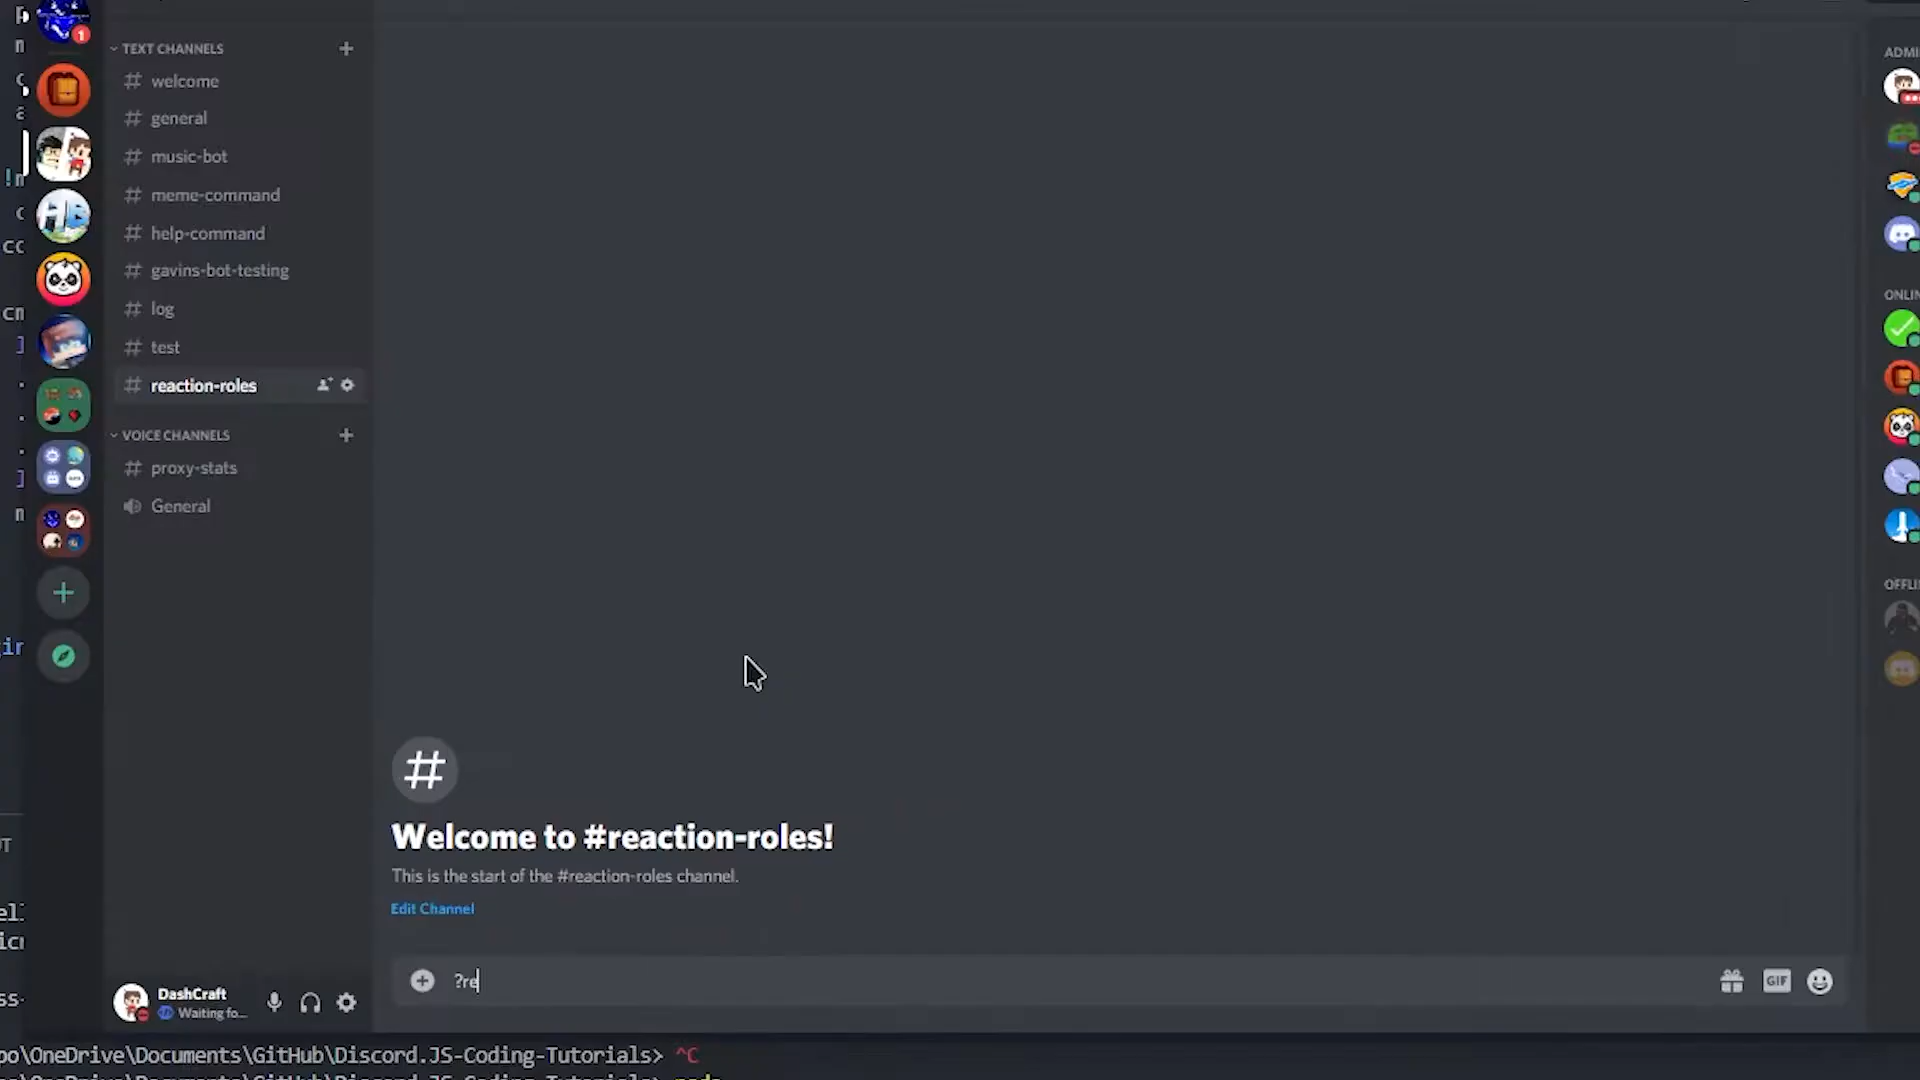 1
TEXT CHANNELS
welcome
general
music-bot
meme-command
help-command
gavins-bot-testing
log
test
reaction-roles
VOICE CHANNELS
proxy-stats
General
ADMI
ONLIN
OFFLI
#
Welcome to #reaction-roles!
This is the start of the #reaction-roles channel.
Edit Channel
?re
GIF
DashCraft
Waiting fo...
po\OneDrive\Documents\GitHub\Discord.JS-Coding-Tutorials> ^C